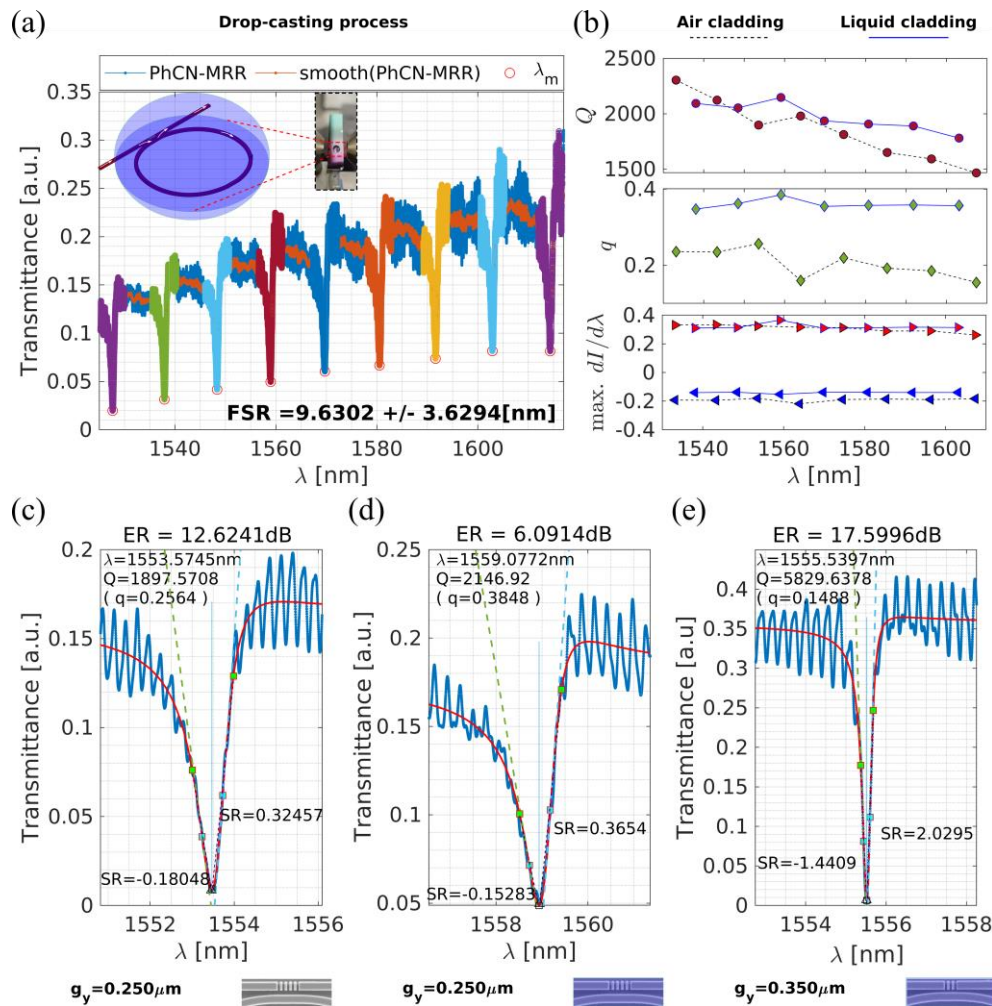 (a)
Drop-casting process
PhCN-MRR
smooth(PhCN-MRR)
λm
0.35
0.3
0.25
0.2
0.15
0.1
0.05
0
Transmittance [a.u.]
FSR =9.6302 +/- 3.6294[nm]
1540
1560
1580
1600
λ [nm]
(b)
Air cladding
Liquid cladding
2500
2000
1500
Q
0.4
0.2
q
0.4
0.2
0
-0.2
-0.4
max. dI/dλ
1540
1560
1580
1600
λ [nm]
(c)
ER = 12.6241dB
λ=1553.5745nm
Q=1897.5708
( q=0.2564 )
0.2
0.15
0.1
0.05
0
Transmittance [a.u.]
SR=0.32457
SR=-0.18048
1552
1554
1556
λ [nm]
gy=0.250μm
(d)
ER = 6.0914dB
λ=1559.0772nm
Q=2146.92
( q=0.3848 )
0.2
0.15
0.1
0.05
Transmittance [a.u.]
SR=0.3654
SR=-0.15283
1558
1560
λ [nm]
gy=0.250μm
(e)
ER = 17.5996dB
λ=1555.5397nm
Q=5829.6378
( q=0.1488 )
0.4
0.35
0.3
0.25
0.2
0.15
0.1
0.05
0
Transmittance [a.u]
SR=2.0295
SR=-1.4409
1554
1556
1558
λ [nm]
gy=0.350μm